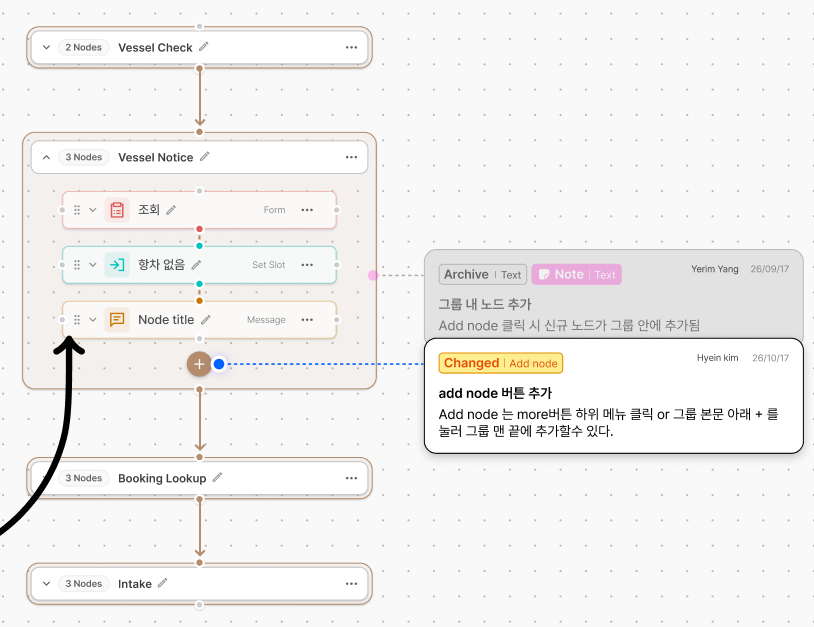 2 Nodes Vessel Check
3 Nodes Vessel Notice
조회 Form
항차 없음 Set Slot
Node title Message
3 Nodes Booking Lookup
3 Nodes Intake
Archive | Text Note | Text Yerim Yang 26/09/17
그룹 내 노드 추가
Add node 클릭 시 신규 노드가 그룹 안에 추가됨
Changed | Add node Hyein kim 26/10/17
add node 버튼 추가
Add node 는 more버튼 하위 메뉴 클릭 or 그룹 본문 아래 + 를
눌러 그룹 맨 끝에 추가할수 있다.